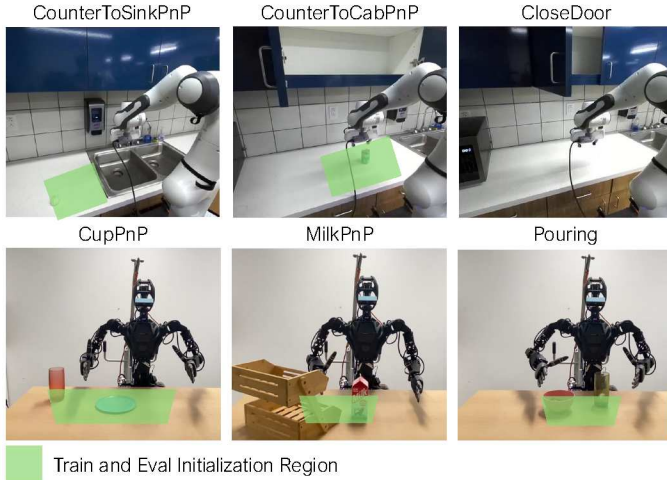 CounterToSinkPnP
CounterToCabPnP
CloseDoor
CupPnP
MilkPnP
Pouring
Train and Eval Initialization Region